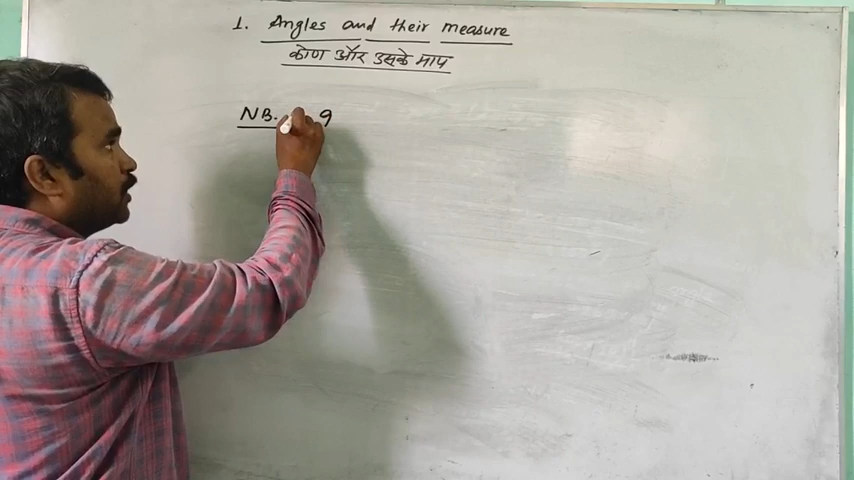 1. Angles and their measure
कोण और उसके माप
NB. 9